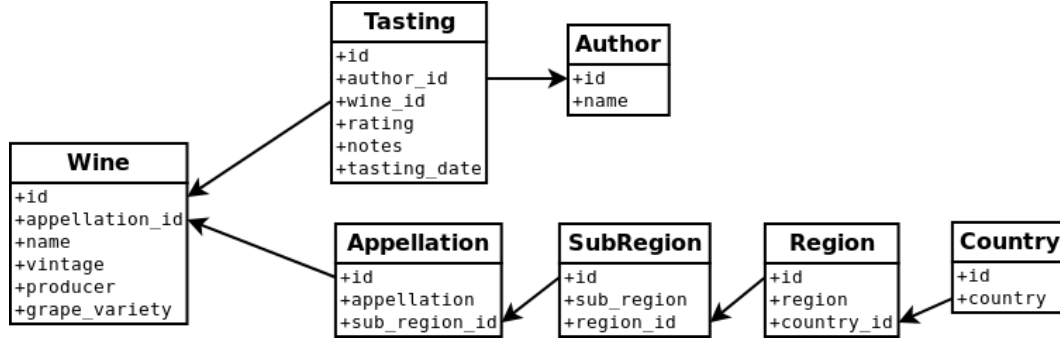 Tasting
+id
+author_id
+wine_id
+rating
+notes
+tasting_date
Author
+id
+name
Wine
+id
+appellation_id
+name
+vintage
+producer
+grape_variety
Appellation
+id
+appellation
+sub_region_id
SubRegion
+id
+sub_region
+region_id
Region
+id
+region
+country_id
Country
+id
+country